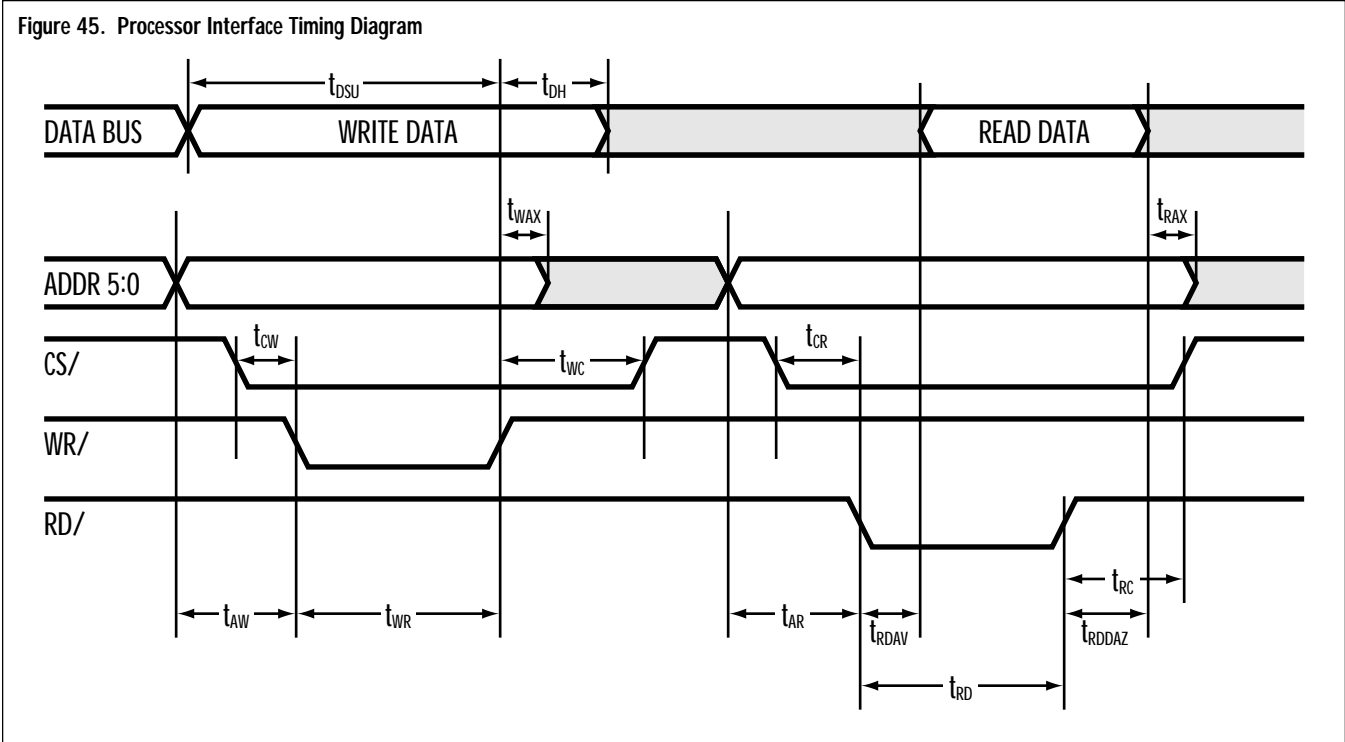 Figure 45. Processor Interface Timing Diagram
tDSU tDH
DATA BUS WRITE DATA READ DATA
tWAX tRAX
ADDR 5:0
tCW tCR
CS/ tWC
WR/
RD/
tRC
tAW tWR tAR tRDAV tRDDAZ
tRD